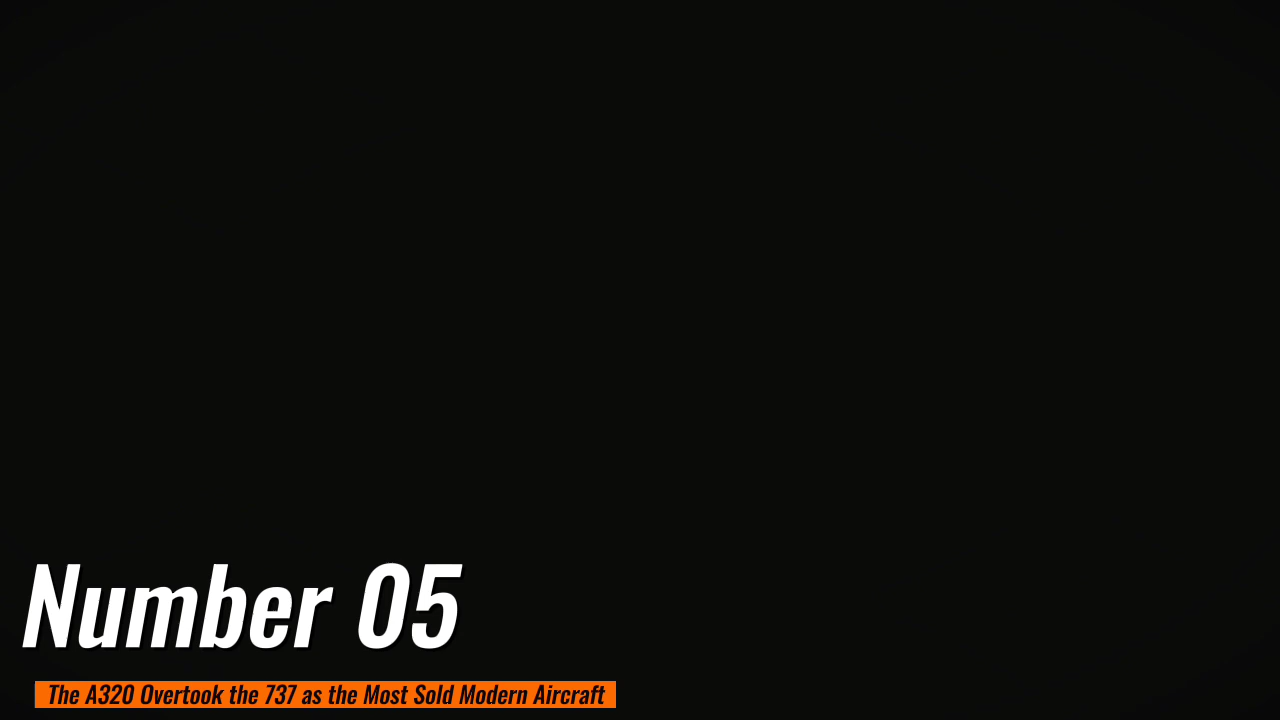 Number 05
The A320 Overtook the 737 as the Most Sold Modern Aircraft